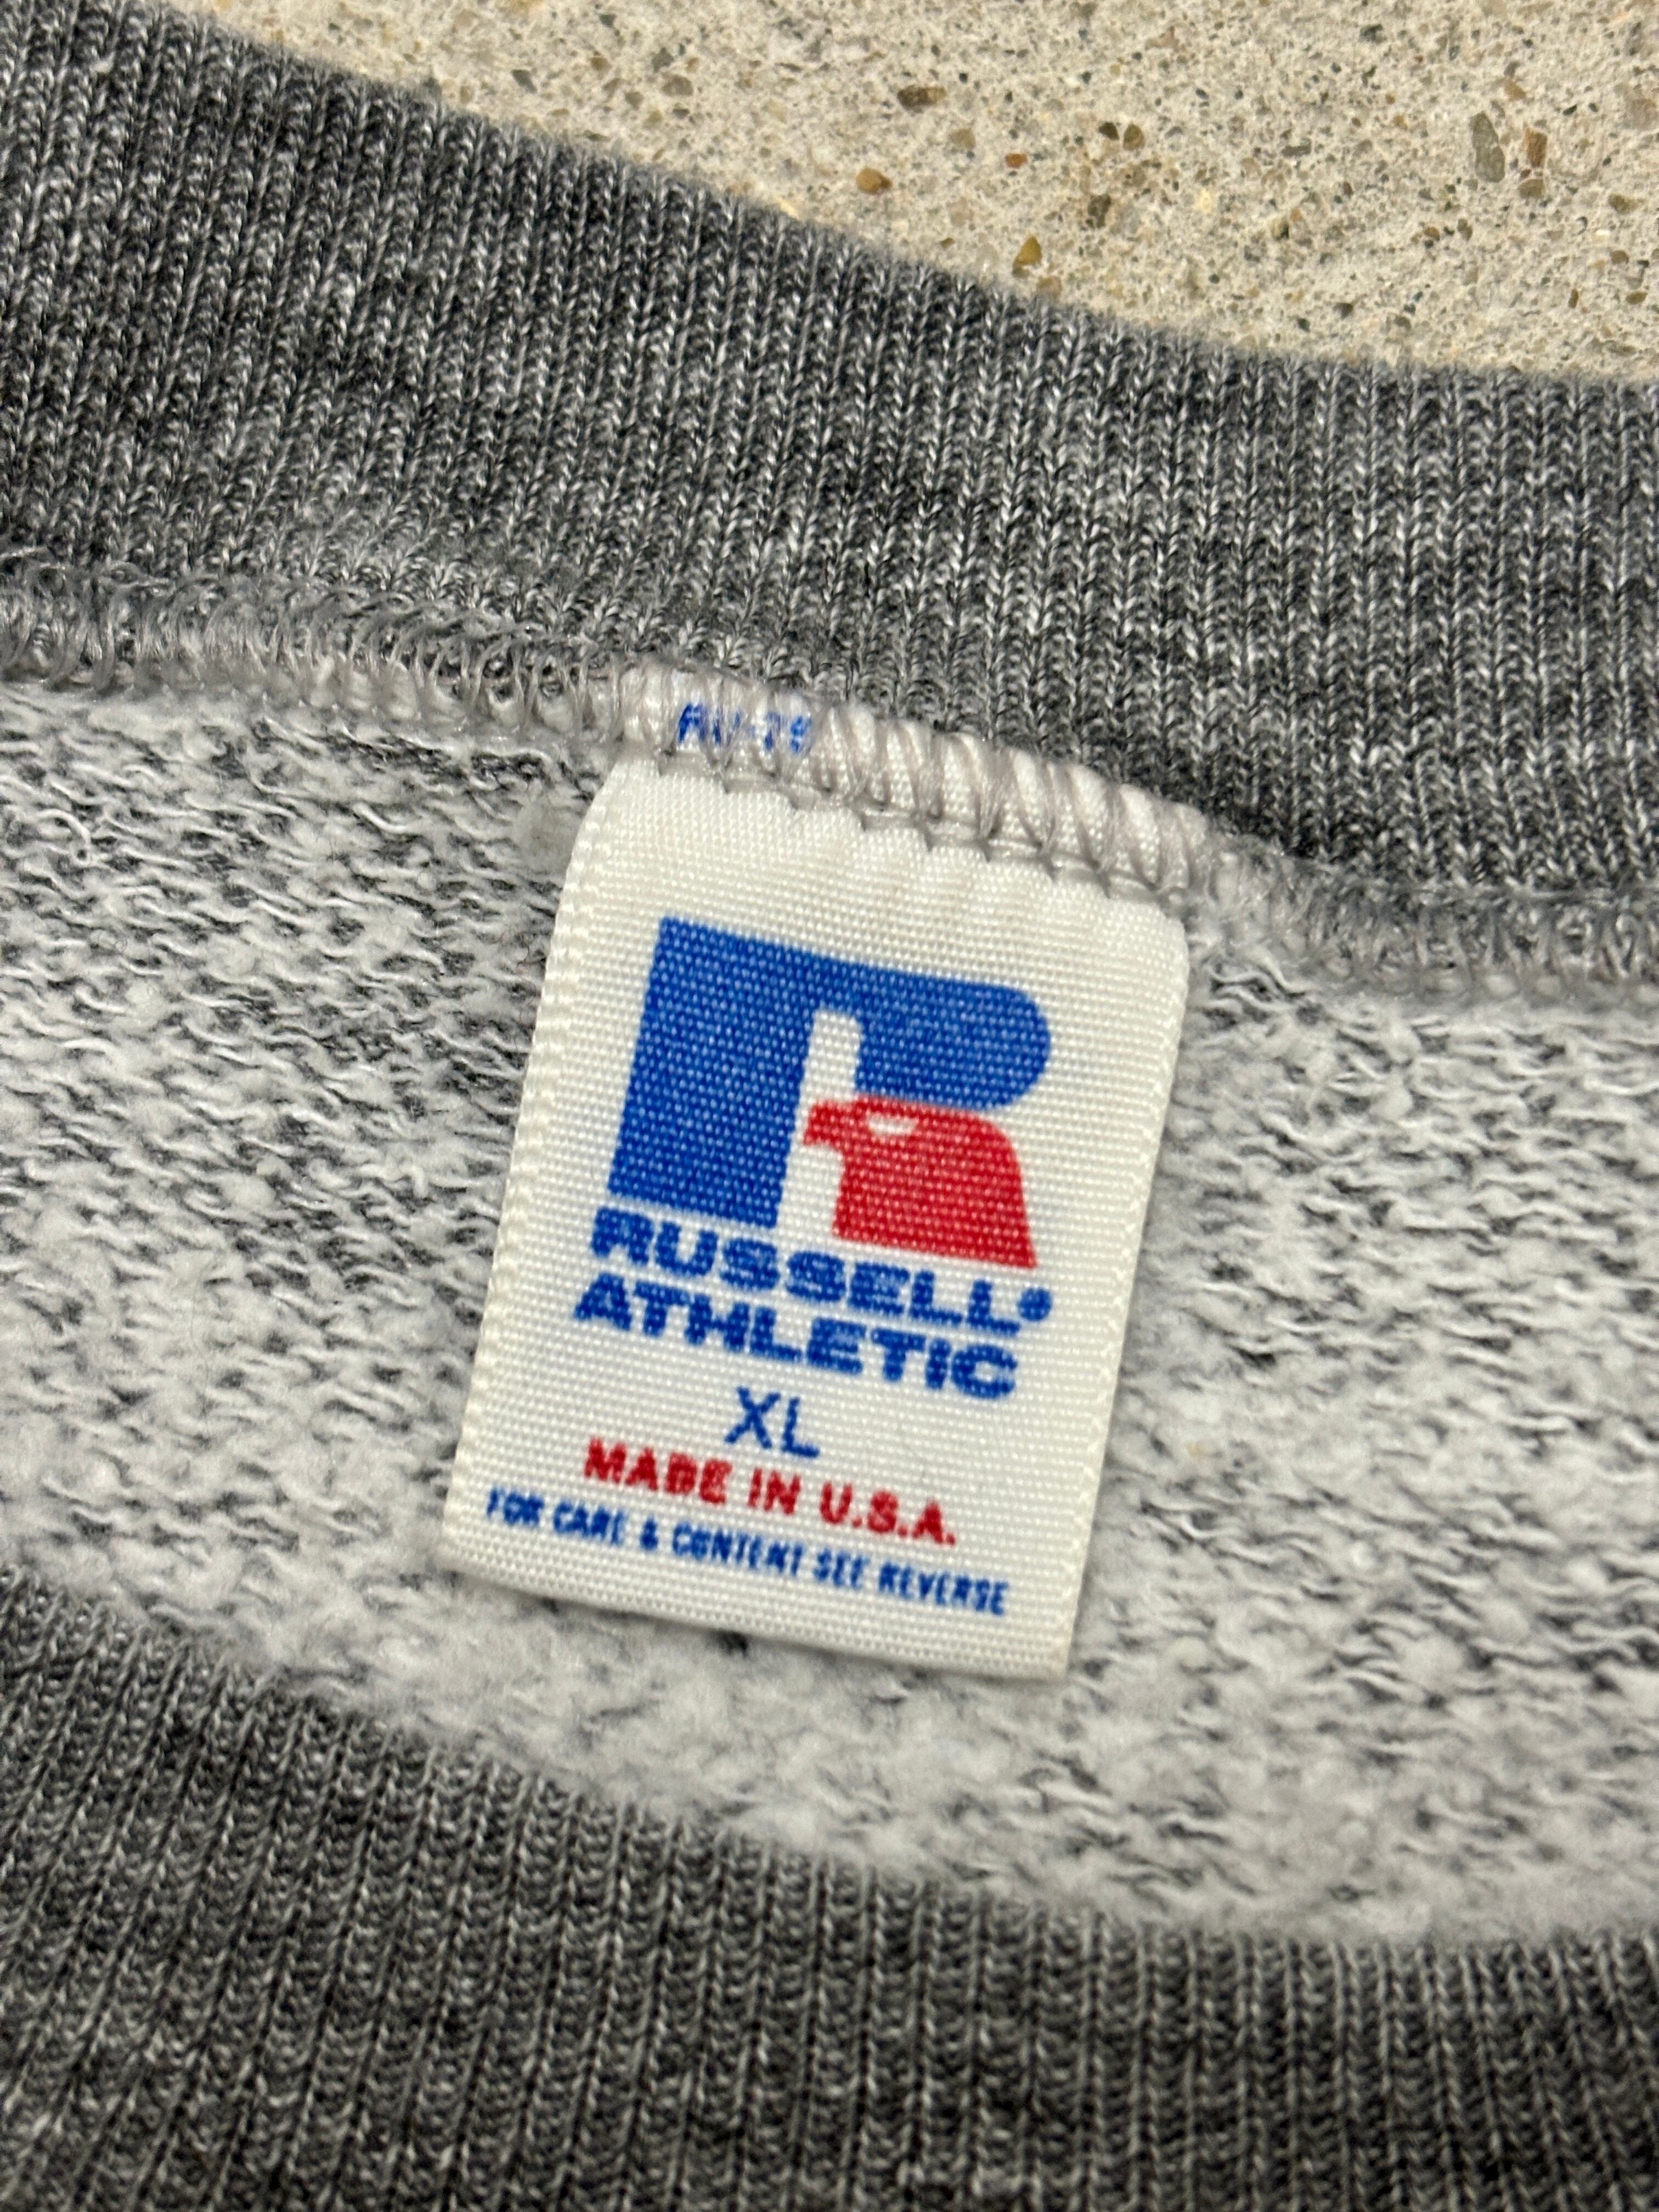 RUSSELL®
ATHLETIC
XL
MADE IN U.S.A.
FOR CARE & CONTENT SEE REVERSE